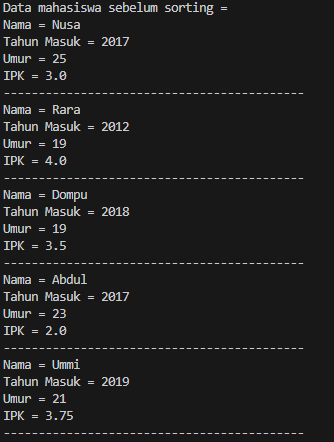 Data mahasiswa sebelum sorting =
Nama = Nusa
Tahun Masuk = 2017
Umur = 25
IPK = 3.0
-------------------------------------------
Nama = Rara
Tahun Masuk = 2012
Umur = 19
IPK = 4.0
-------------------------------------------
Nama = Dompu
Tahun Masuk = 2018
Umur = 19
IPK = 3.5
-------------------------------------------
Nama = Abdul
Tahun Masuk = 2017
Umur = 23
IPK = 2.0
-------------------------------------------
Nama = Ummi
Tahun Masuk = 2019
Umur = 21
IPK = 3.75
-------------------------------------------